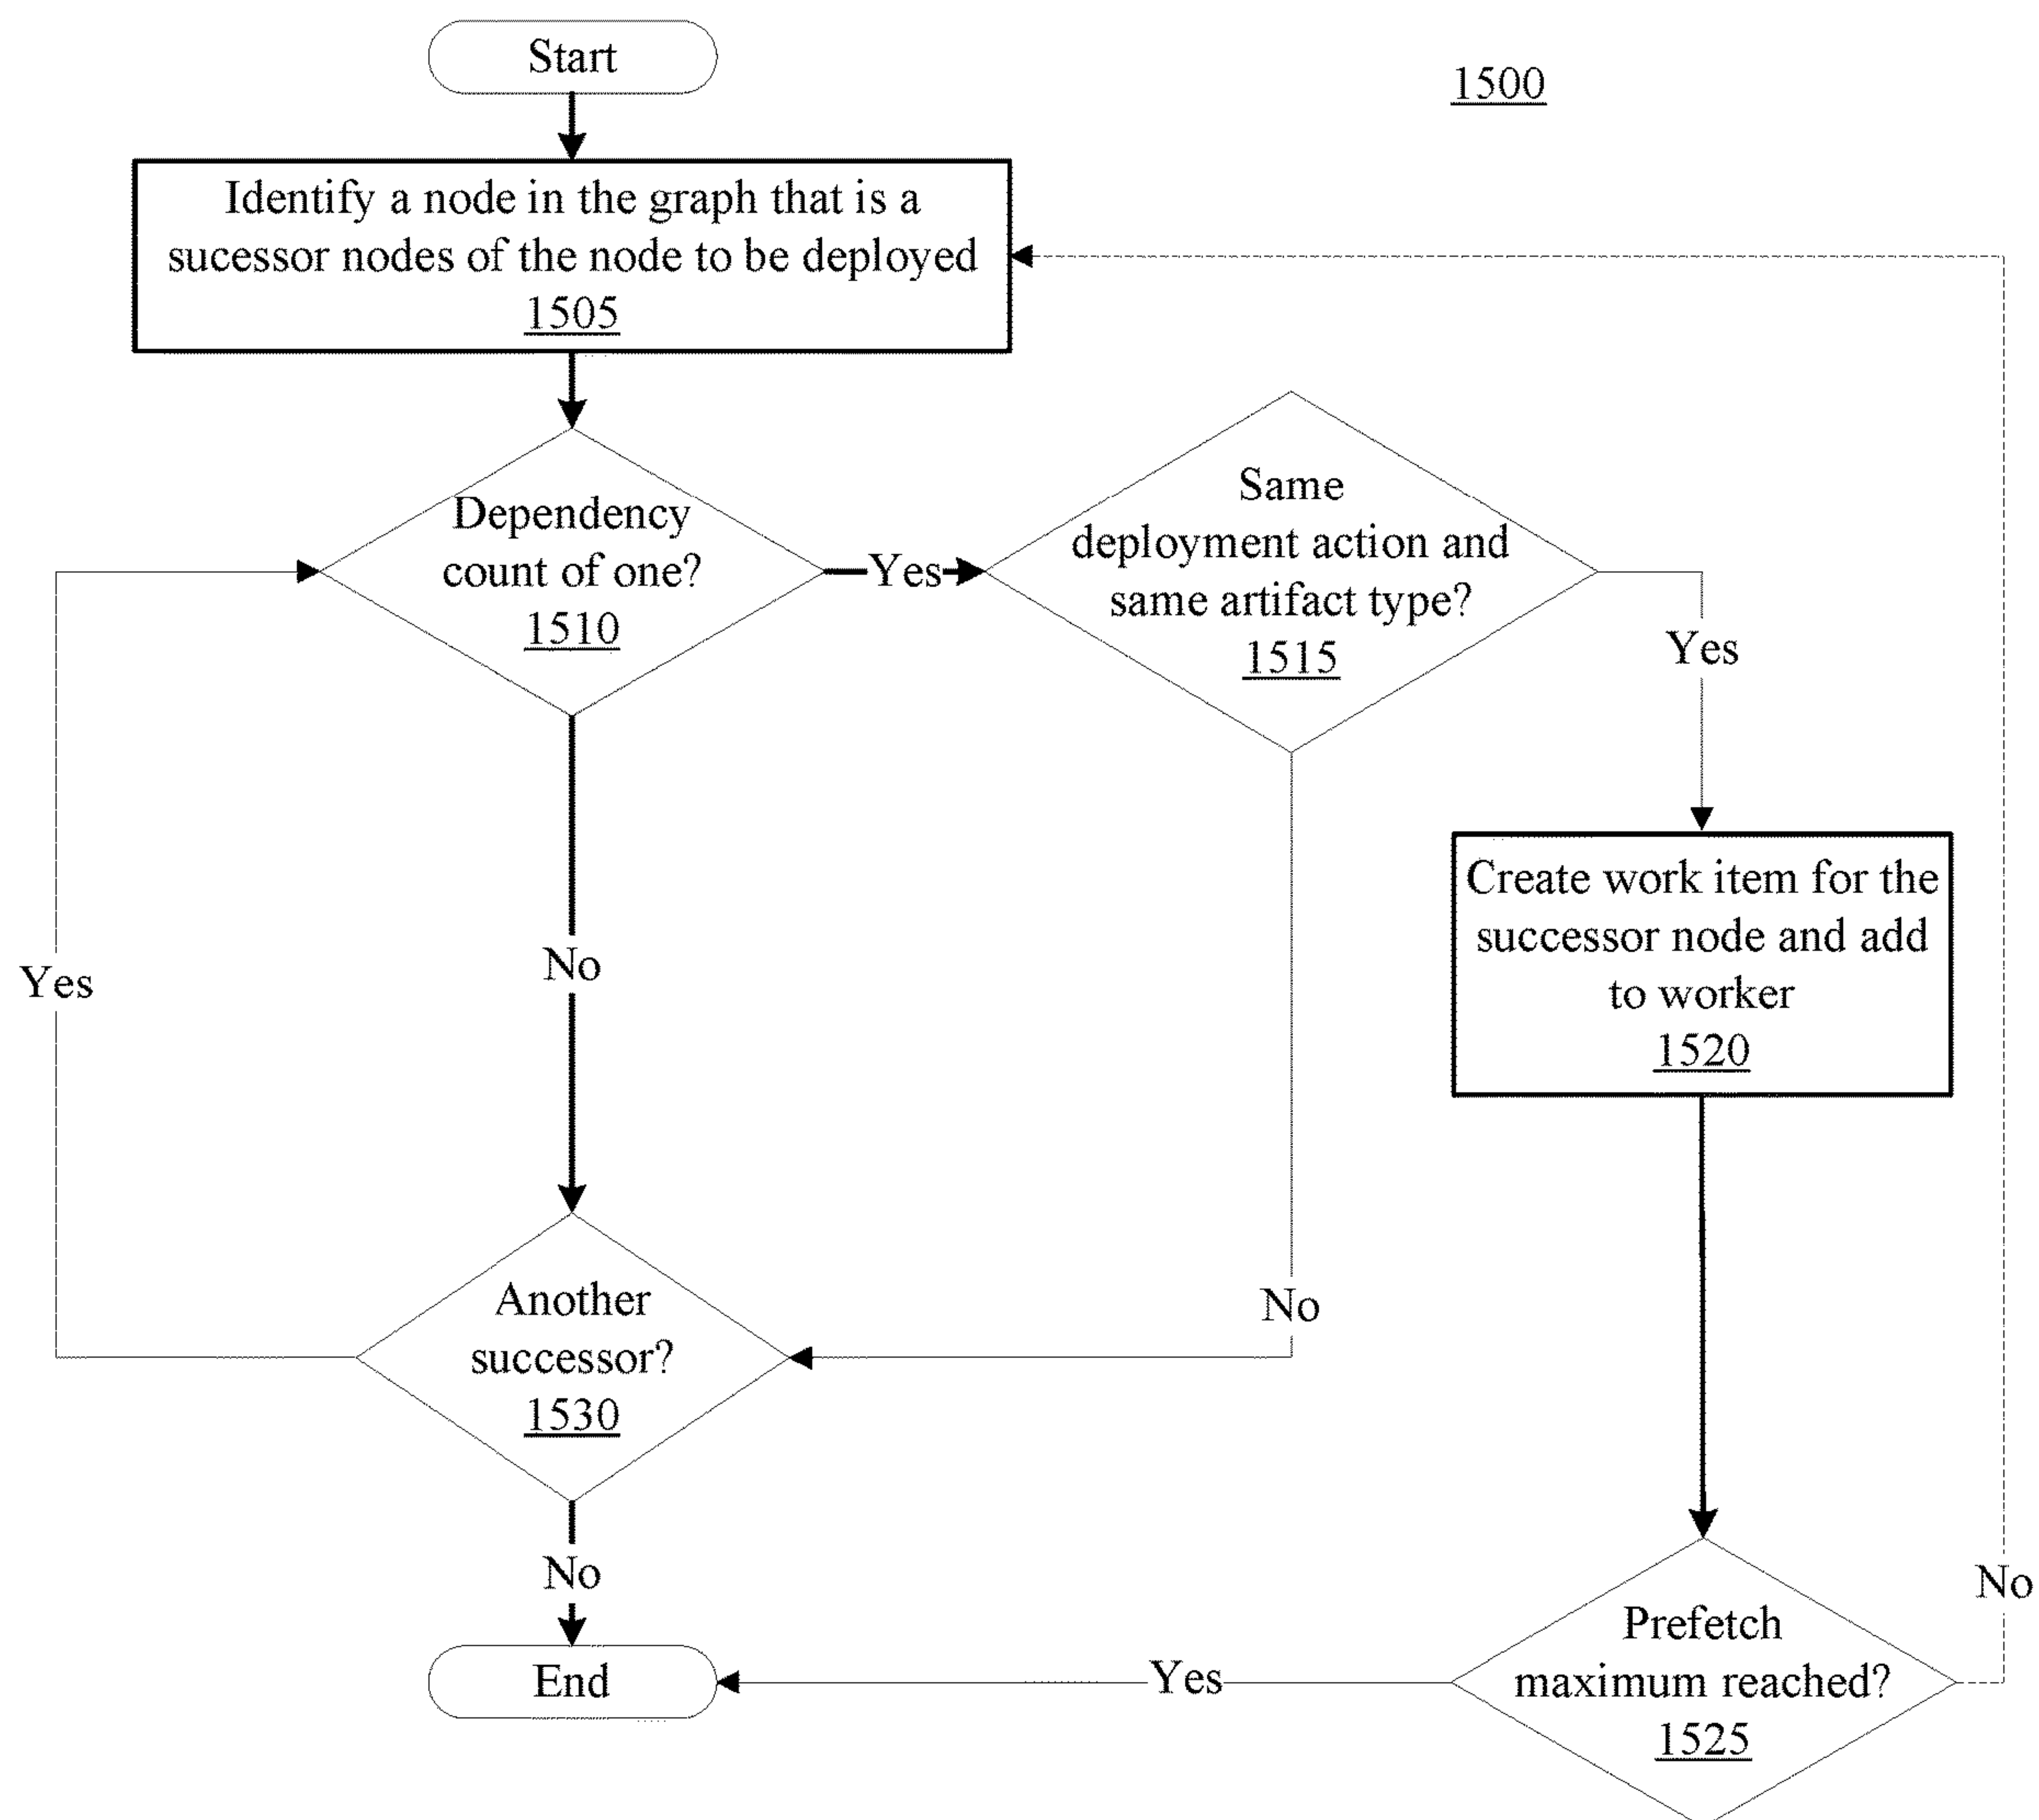 Start
1500
Identify a node in the graph that is a
sucessor nodes of the node to be deployed
1505
Dependency
count of one?
1510
Yes
Same
deployment action and
same artifact type?
1515
Yes
Create work item for the
successor node and add
to worker
1520
No
Yes
Another
successor?
1530
No
No
End
Yes
Prefetch
maximum reached?
1525
No